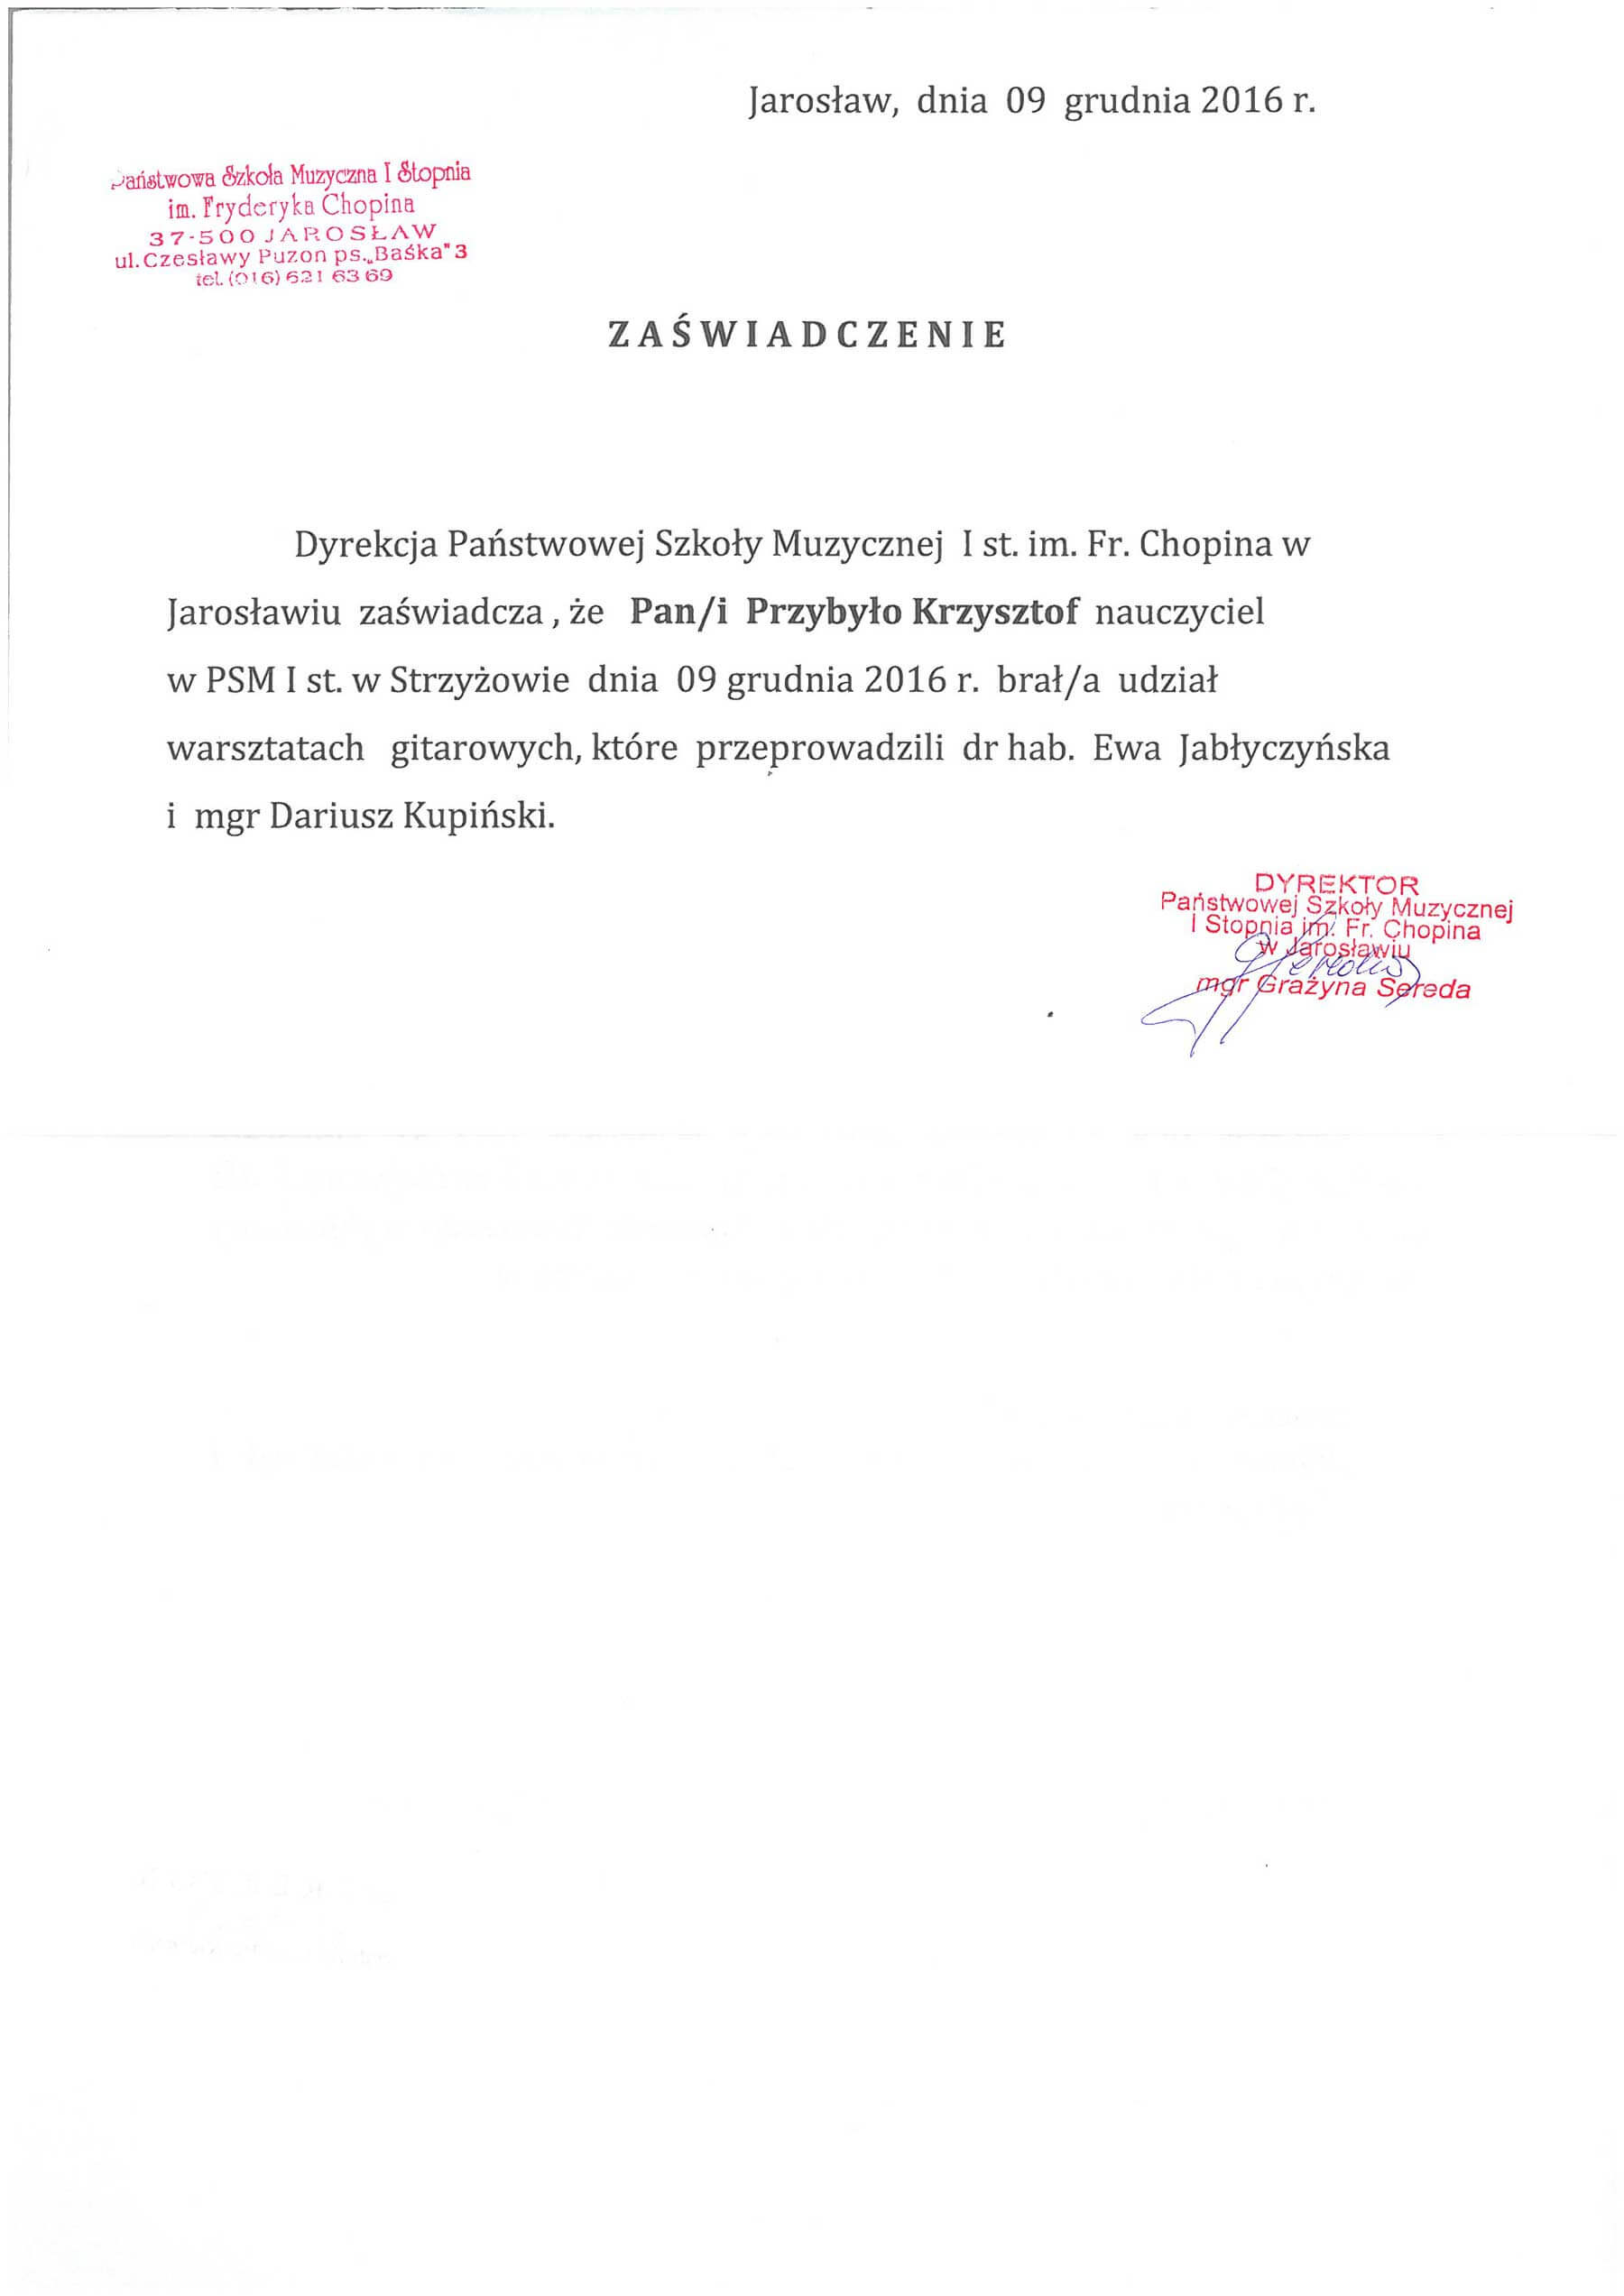 Jarosław, dnia 09 grudnia 2016 r.
Państwowa Szkoła Muzyczna I Stopnia
im. Fryderyka Chopina
37-500 JAROSŁAW
ul. Czesławy Puzon ps. „Baśka" 3
tel. (016) 621 63 69
ZAŚWIADCZENIE
Dyrekcja Państwowej Szkoły Muzycznej I st. im. Fr. Chopina w
Jarosławiu zaświadcza , że Pan/i Przybyło Krzysztof nauczyciel
w PSM I st. w Strzyżowie dnia 09 grudnia 2016 r. brał/a udział
warsztatach gitarowych, które przeprowadzili dr hab. Ewa Jabłyczyńska
i mgr Dariusz Kupiński.
DYREKTOR
Państwowej Szkoły Muzycznej
I Stopnia im. Fr. Chopina
w Jarosławiu
mgr Grażyna Sereda